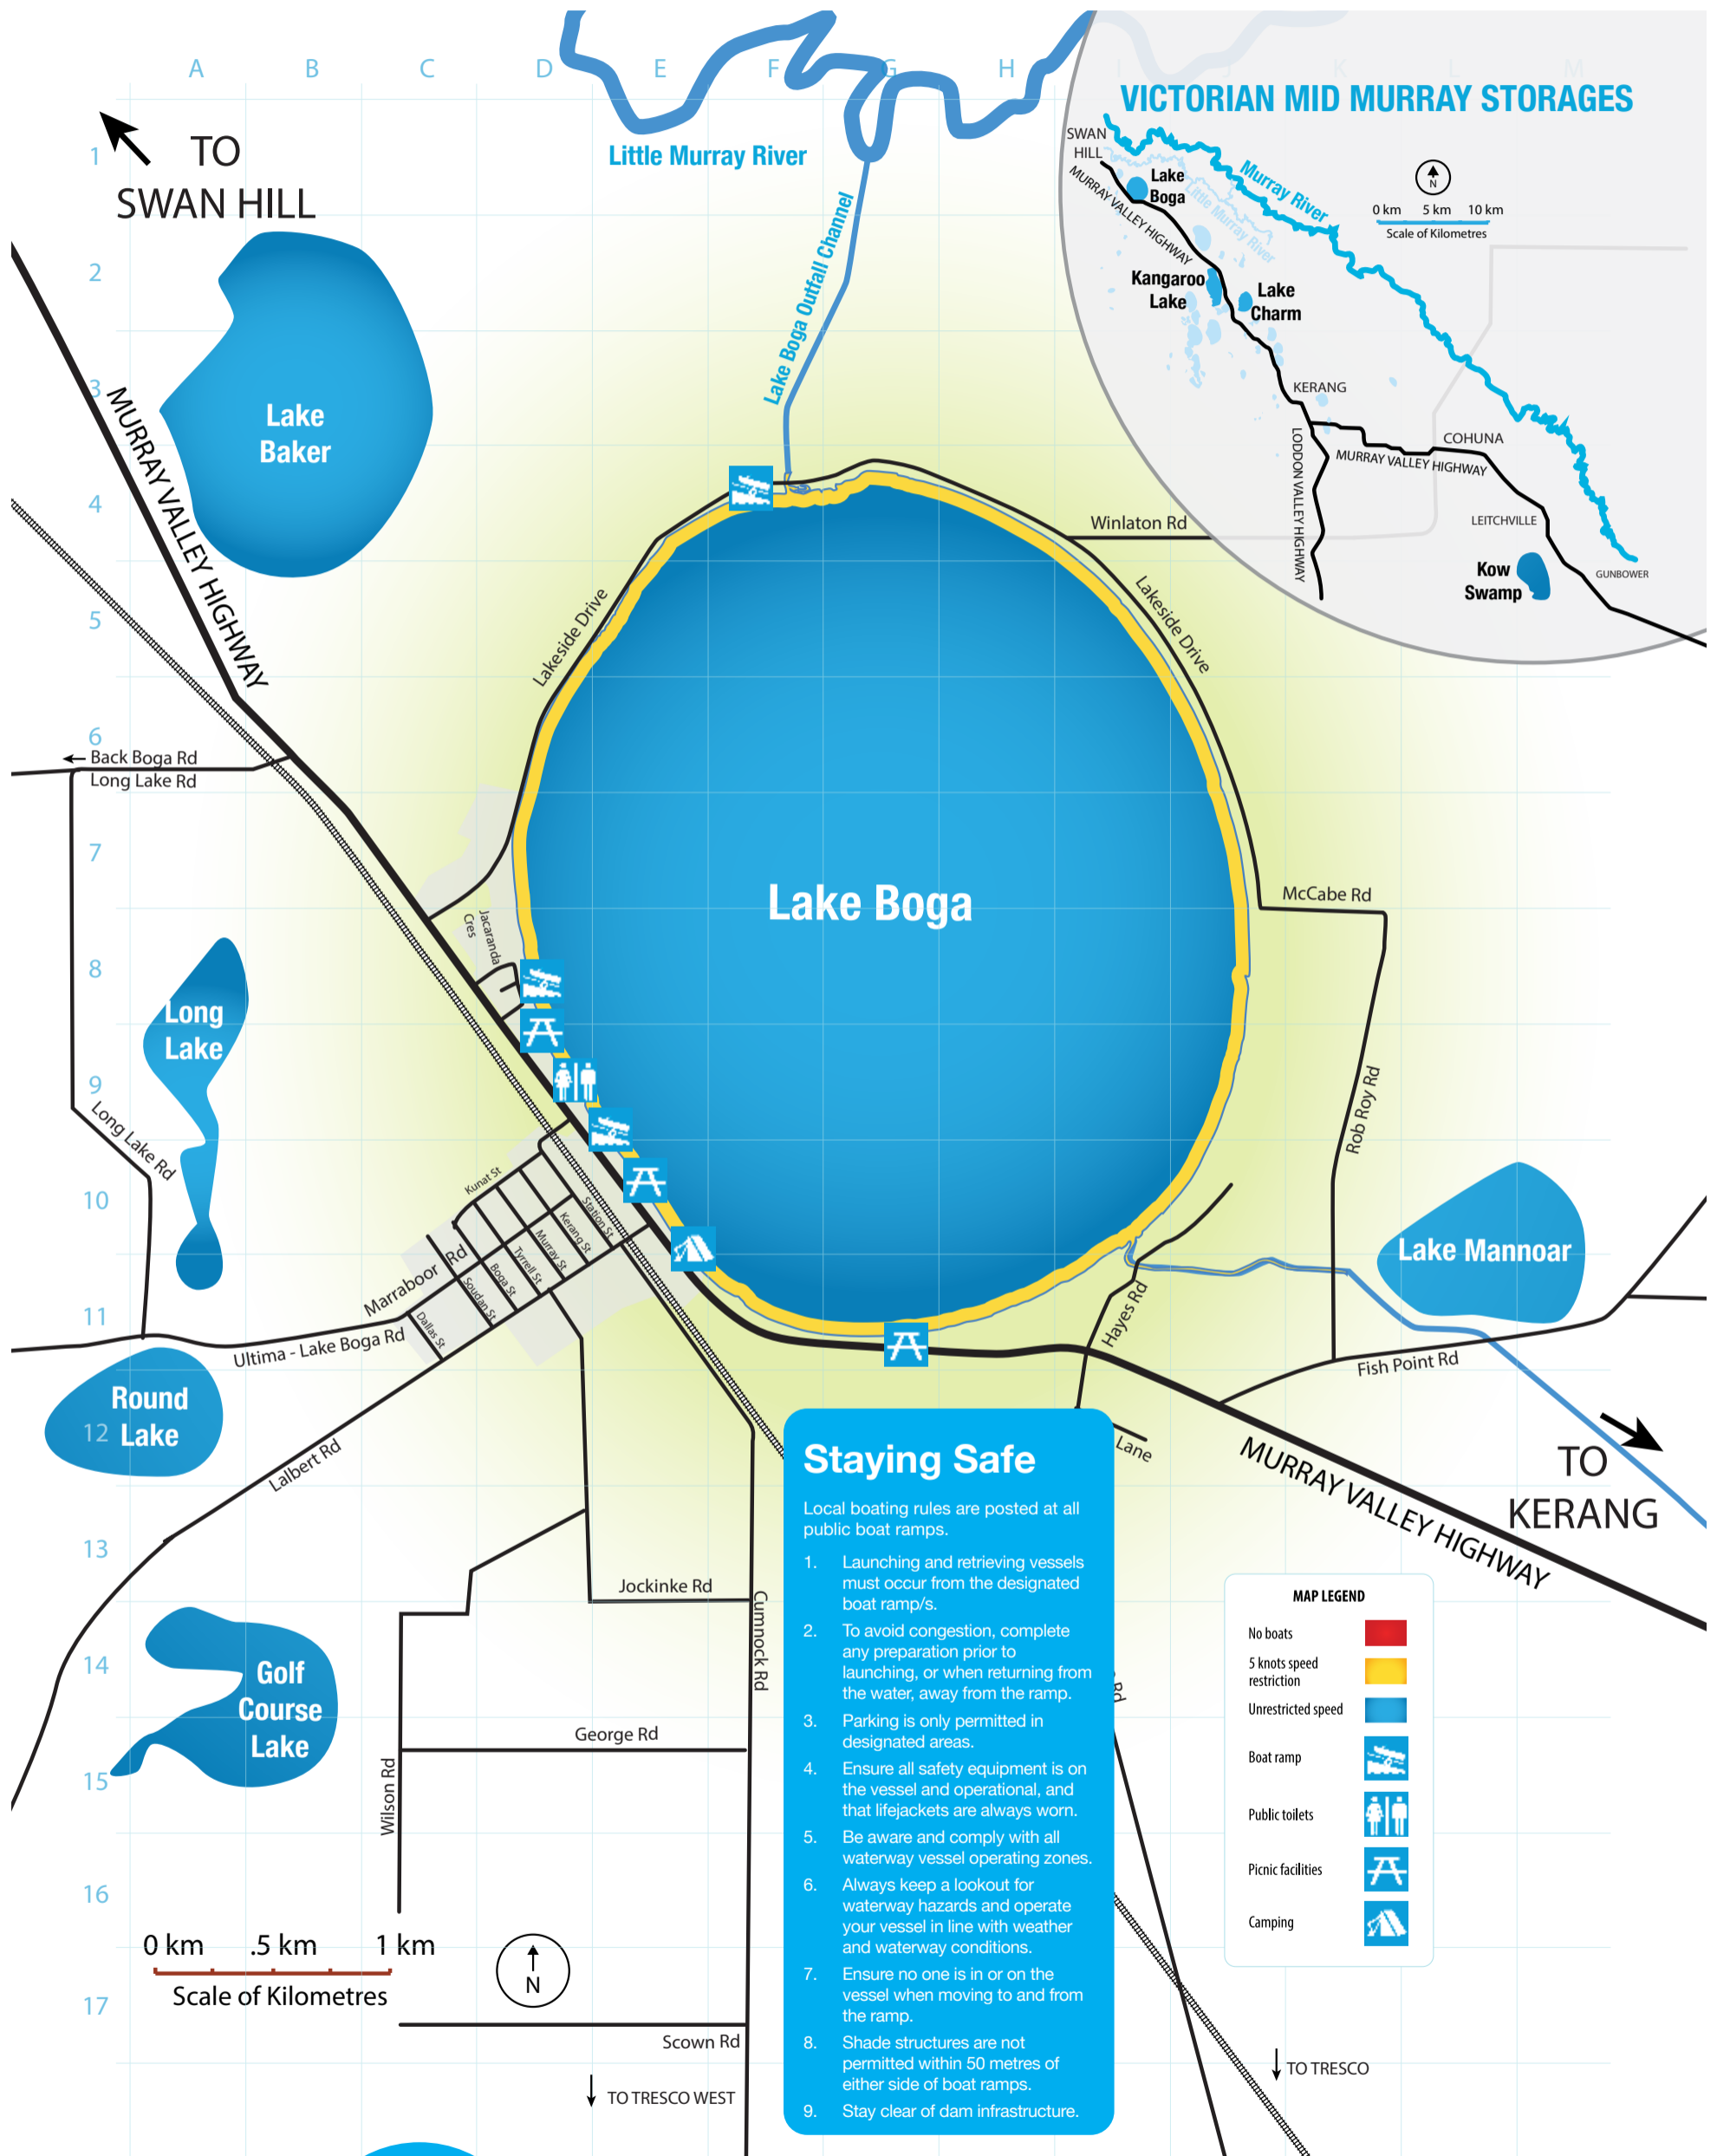 A B C D E F G H I J K L M
1
2
3
4
5
6
7
8
9
10
11
12
13
14
15
16
17
TO
SWAN HILL
Little Murray River
Lake Boga Outfall Channel
VICTORIAN MID MURRAY STORAGES
SWAN
HILL
Lake
Boga
MURRAY VALLEY HIGHWAY
Little Murray River
Murray River
N
0 km 5 km 10 km
Scale of Kilometres
Kangaroo
Lake
Lake
Charm
KERANG
COHUNA
MURRAY VALLEY HIGHWAY
LODDON VALLEY HIGHWAY
LEITCHVILLE
Kow
Swamp
GUNBOWER
Lake
Baker
MURRAY VALLEY HIGHWAY
Winlaton Rd
Lakeside Drive
Lakeside Drive
Back Boga Rd
Long Lake Rd
Lake Boga
McCabe Rd
Jacaranda
Cres
Long
Lake
Long Lake Rd
Rob Roy Rd
Kunat St
Station St
Kerang St
Murray St
Tyrrell St
Boga St
Soudan St
Dallas St
Marraboor Rd
Lake Mannoar
Hayes Rd
Ultima - Lake Boga Rd
Fish Point Rd
Round
Lake
Lalbert Rd
Lane
MURRAY VALLEY HIGHWAY
TO
KERANG
Staying Safe
Local boating rules are posted at all
public boat ramps.
1. Launching and retrieving vessels
must occur from the designated
boat ramp/s.
2. To avoid congestion, complete
any preparation prior to
launching, or when returning from
the water, away from the ramp.
3. Parking is only permitted in
designated areas.
4. Ensure all safety equipment is on
the vessel and operational, and
that lifejackets are always worn.
5. Be aware and comply with all
waterway vessel operating zones.
6. Always keep a lookout for
waterway hazards and operate
your vessel in line with weather
and waterway conditions.
7. Ensure no one is in or on the
vessel when moving to and from
the ramp.
8. Shade structures are not
permitted within 50 metres of
either side of boat ramps.
9. Stay clear of dam infrastructure.
Jockinke Rd
Cumnock Rd
Rd
Golf
Course
Lake
George Rd
Wilson Rd
MAP LEGEND
No boats
5 knots speed
restriction
Unrestricted speed
Boat ramp
Public toilets
Picnic facilities
Camping
0 km .5 km 1 km
Scale of Kilometres
N
Scown Rd
TO TRESCO WEST
TO TRESCO